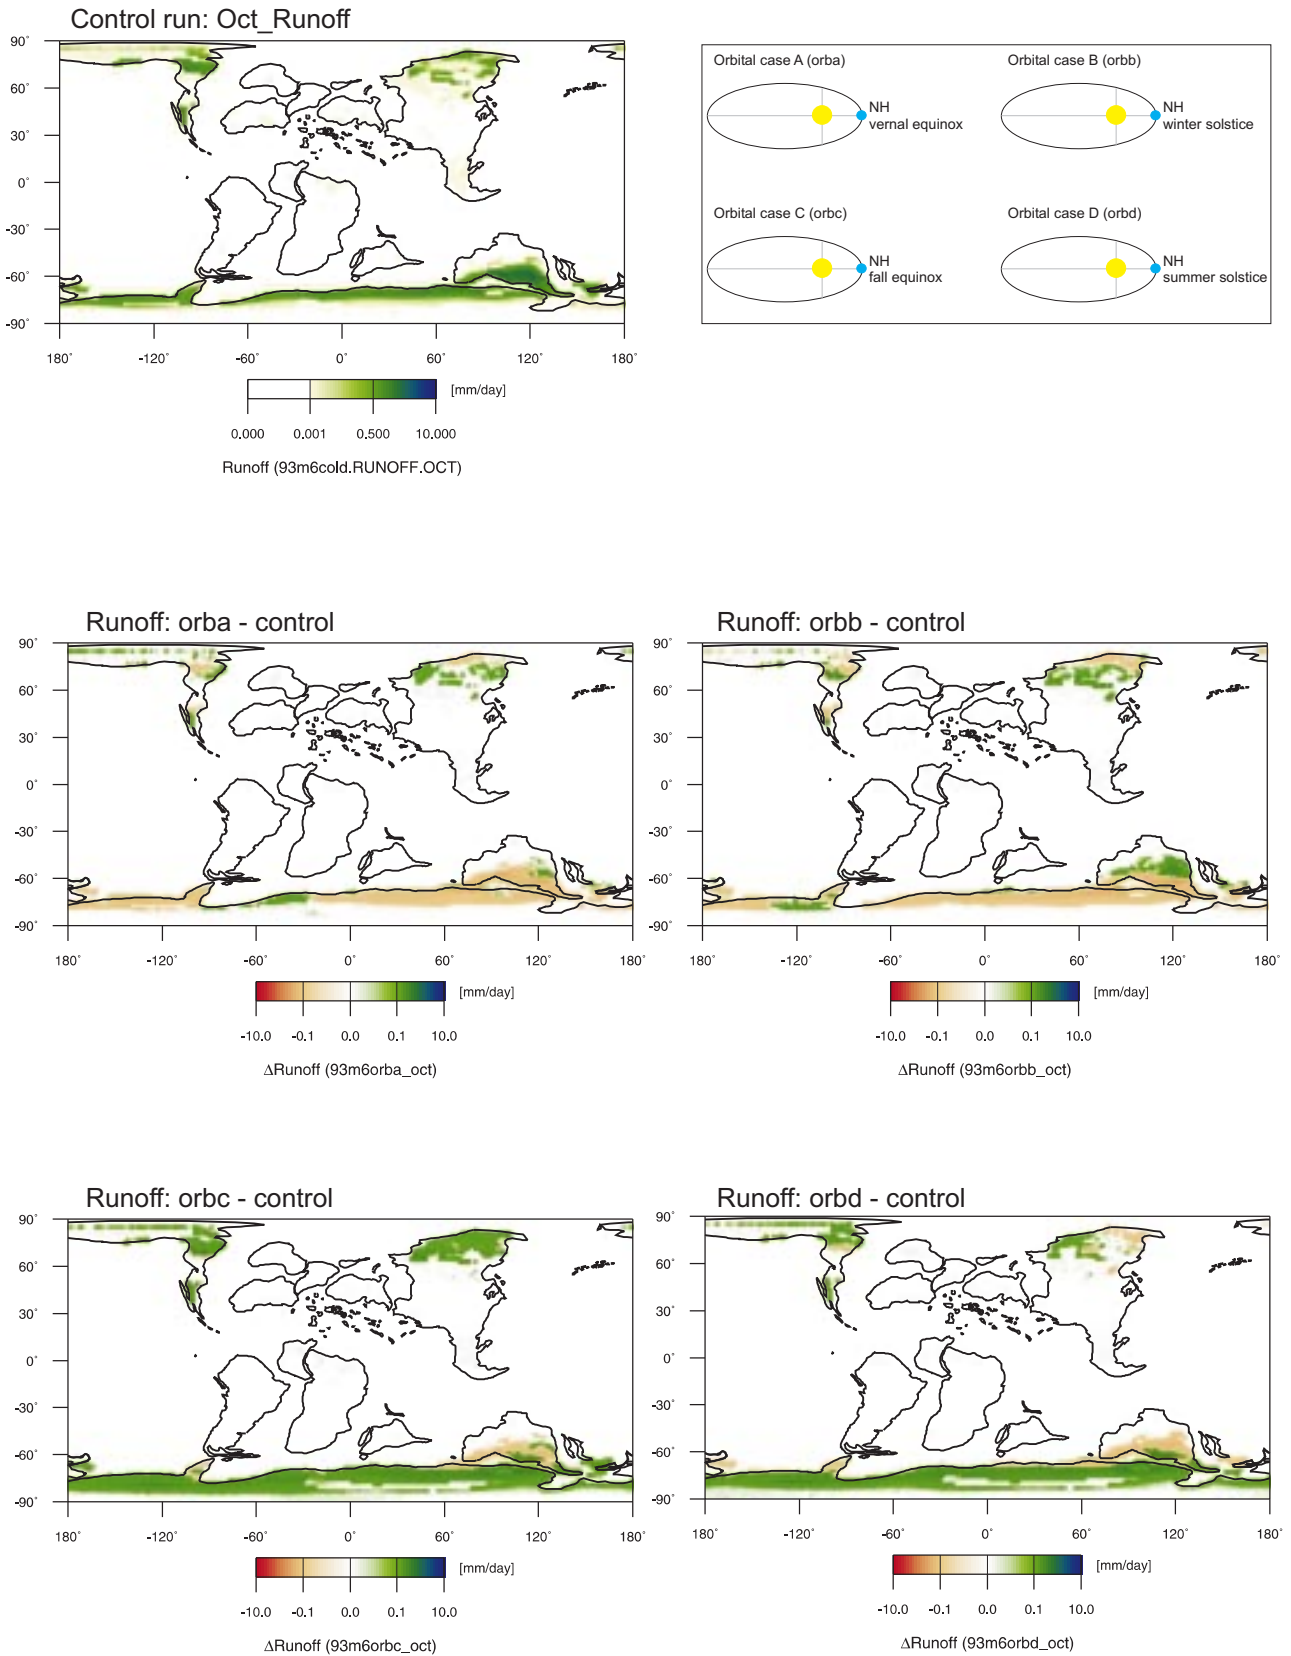 Control run: Oct_Runoff
90˚
60˚
30˚
0˚
-30˚
-60˚
-90˚
180˚ -120˚ -60˚ 0˚ 60˚ 120˚ 180˚
[mm/day]
0.000 0.001 0.500 10.000
Runoff (93m6cold.RUNOFF.OCT)
Orbital case A (orba)
NH
vernal equinox
Orbital case B (orbb)
NH
winter solstice
Orbital case C (orbc)
NH
fall equinox
Orbital case D (orbd)
NH
summer solstice
Runoff: orba - control
90˚
60˚
30˚
0˚
-30˚
-60˚
-90˚
180˚ -120˚ -60˚ 0˚ 60˚ 120˚ 180˚
[mm/day]
-10.0 -0.1 0.0 0.1 10.0
ΔRunoff (93m6orba_oct)
Runoff: orbb - control
90˚
60˚
30˚
0˚
-30˚
-60˚
-90˚
180˚ -120˚ -60˚ 0˚ 60˚ 120˚ 180˚
[mm/day]
-10.0 -0.1 0.0 0.1 10.0
ΔRunoff (93m6orbb_oct)
Runoff: orbc - control
90˚
60˚
30˚
0˚
-30˚
-60˚
-90˚
180˚ -120˚ -60˚ 0˚ 60˚ 120˚ 180˚
[mm/day]
-10.0 -0.1 0.0 0.1 10.0
ΔRunoff (93m6orbc_oct)
Runoff: orbd - control
90˚
60˚
30˚
0˚
-30˚
-60˚
-90˚
180˚ -120˚ -60˚ 0˚ 60˚ 120˚ 180˚
[mm/day]
-10.0 -0.1 0.0 0.1 10.0
ΔRunoff (93m6orbd_oct)